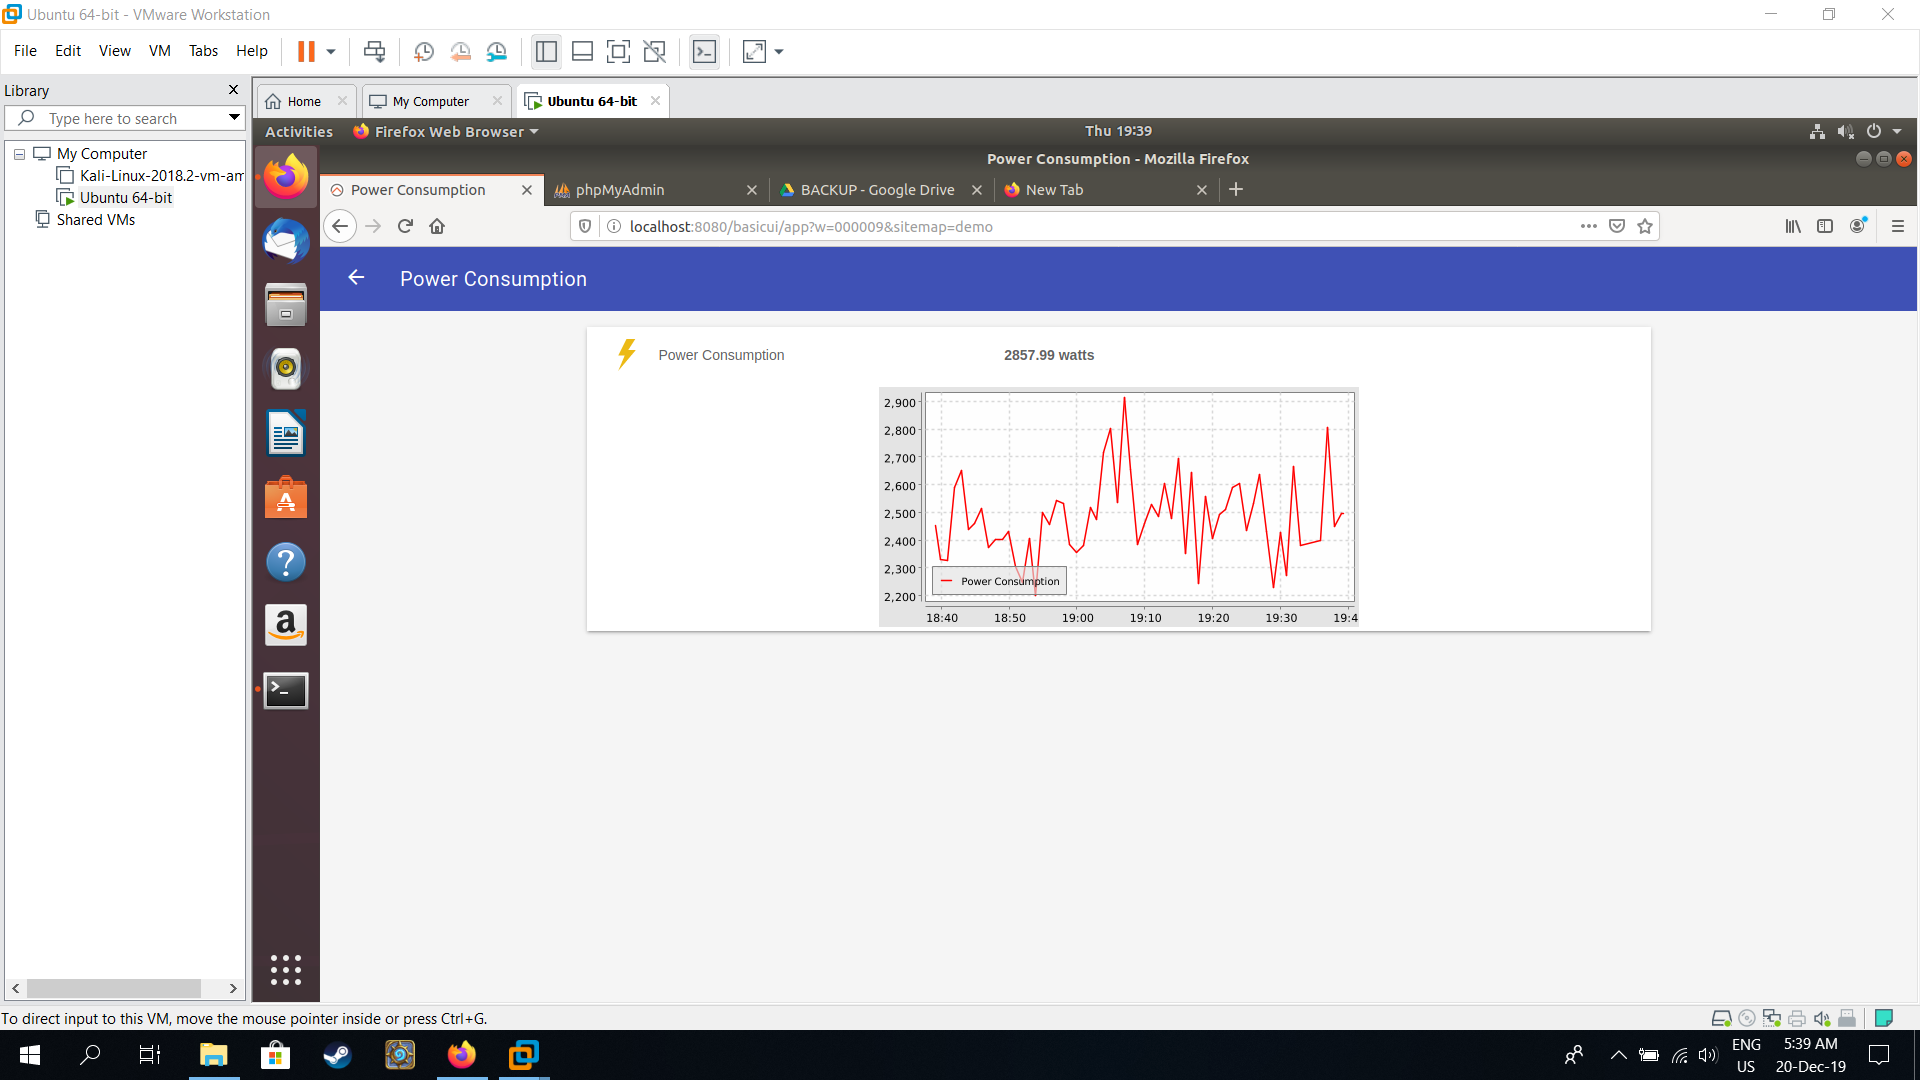 Ubuntu 64-bit - VMware Workstation
File Edit View VM Tabs Help
Library
Type here to search
My Computer
Kali-Linux-2018.2-vm-am
Ubuntu 64-bit
Shared VMs
Home
My Computer
Ubuntu 64-bit
Activities
Firefox Web Browser
Thu 19:39
Power Consumption - Mozilla Firefox
Power Consumption
phpMyAdmin
BACKUP - Google Drive
New Tab
localhost:8080/basicui/app?w=000009&sitemap=demo
Power Consumption
Power Consumption
2857.99 watts
2,900
2,800
2,700
2,600
2,500
2,400
2,300
2,200
Power Consumption
18:40 18:50 19:00 19:10 19:20 19:30 19:4
To direct input to this VM, move the mouse pointer inside or press Ctrl+G.
ENG
US
5:39 AM
20-Dec-19